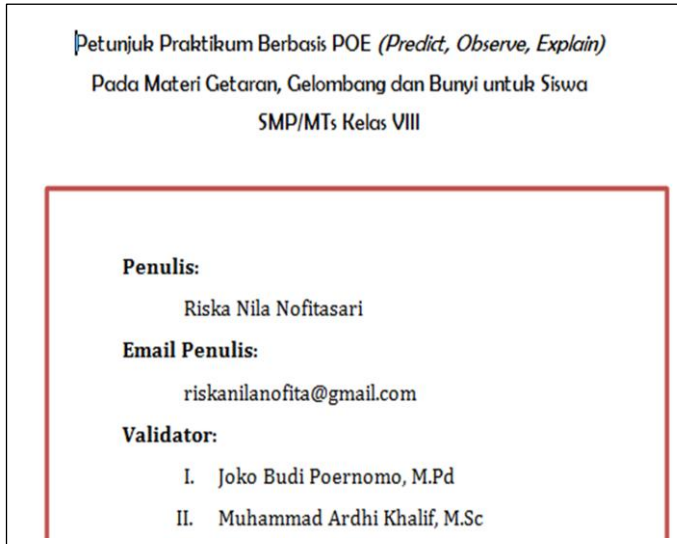 Petunjuk Praktikum Berbasis POE (Predict, Observe, Explain)
Pada Materi Getaran, Gelombang dan Bunyi untuk Siswa
SMP/MTs Kelas VIII
Penulis:
Riska Nila Nofitasari
Email Penulis:
riskanilanofita@gmail.com
Validator:
I. Joko Budi Poernomo, M.Pd
II. Muhammad Ardhi Khalif, M.Sc